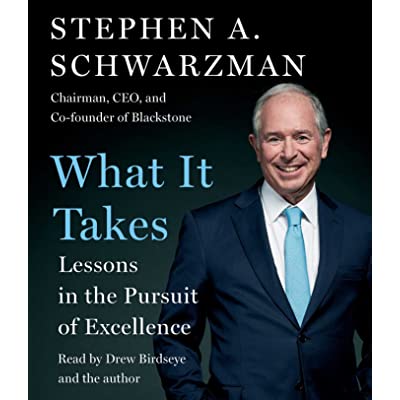 STEPHEN A.
SCHWARZMAN
Chairman, CEO, and
Co-founder of Blackstone
What It
Takes
Lessons
in the Pursuit
of Excellence
Read by Drew Birdseye
and the author